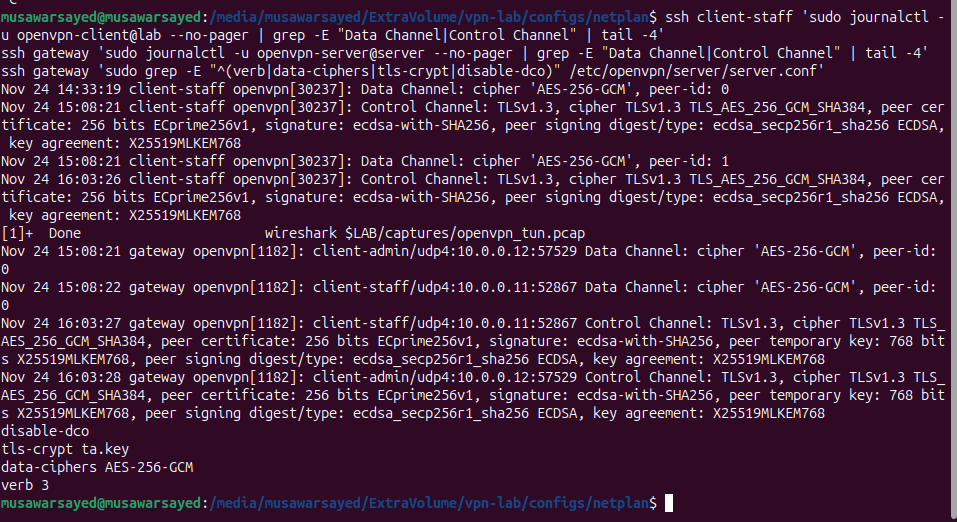 c
musawarsayed@musawarsayed:/media/musawarsayed/ExtraVolume/vpn-lab/configs/netplan$ ssh client-staff 'sudo journalctl -
u openvpn-client@lab --no-pager | grep -E "Data Channel|Control Channel" | tail -4'
ssh gateway 'sudo journalctl -u openvpn-server@server --no-pager | grep -E "Data Channel|Control Channel" | tail -4'
ssh gateway 'sudo grep -E "^(verb|data-ciphers|tls-crypt|disable-dco)" /etc/openvpn/server/server.conf'
Nov 24 14:33:19 client-staff openvpn[30237]: Data Channel: cipher 'AES-256-GCM', peer-id: 0
Nov 24 15:08:21 client-staff openvpn[30237]: Control Channel: TLSv1.3, cipher TLSv1.3 TLS_AES_256_GCM_SHA384, peer cer
tificate: 256 bits ECprime256v1, signature: ecdsa-with-SHA256, peer signing digest/type: ecdsa_secp256r1_sha256 ECDSA,
 key agreement: X25519MLKEM768
Nov 24 15:08:21 client-staff openvpn[30237]: Data Channel: cipher 'AES-256-GCM', peer-id: 1
Nov 24 16:03:26 client-staff openvpn[30237]: Control Channel: TLSv1.3, cipher TLSv1.3 TLS_AES_256_GCM_SHA384, peer cer
tificate: 256 bits ECprime256v1, signature: ecdsa-with-SHA256, peer signing digest/type: ecdsa_secp256r1_sha256 ECDSA,
 key agreement: X25519MLKEM768
[1]+  Done                    wireshark $LAB/captures/openvpn_tun.pcap
Nov 24 15:08:21 gateway openvpn[1182]: client-admin/udp4:10.0.0.12:57529 Data Channel: cipher 'AES-256-GCM', peer-id:
0
Nov 24 15:08:22 gateway openvpn[1182]: client-staff/udp4:10.0.0.11:52867 Data Channel: cipher 'AES-256-GCM', peer-id:
0
Nov 24 16:03:27 gateway openvpn[1182]: client-staff/udp4:10.0.0.11:52867 Control Channel: TLSv1.3, cipher TLSv1.3 TLS_
AES_256_GCM_SHA384, peer certificate: 256 bits ECprime256v1, signature: ecdsa-with-SHA256, peer temporary key: 768 bit
s X25519MLKEM768, peer signing digest/type: ecdsa_secp256r1_sha256 ECDSA, key agreement: X25519MLKEM768
Nov 24 16:03:28 gateway openvpn[1182]: client-admin/udp4:10.0.0.12:57529 Control Channel: TLSv1.3, cipher TLSv1.3 TLS_
AES_256_GCM_SHA384, peer certificate: 256 bits ECprime256v1, signature: ecdsa-with-SHA256, peer temporary key: 768 bit
s X25519MLKEM768, peer signing digest/type: ecdsa_secp256r1_sha256 ECDSA, key agreement: X25519MLKEM768
disable-dco
tls-crypt ta.key
data-ciphers AES-256-GCM
verb 3
musawarsayed@musawarsayed:/media/musawarsayed/ExtraVolume/vpn-lab/configs/netplan$